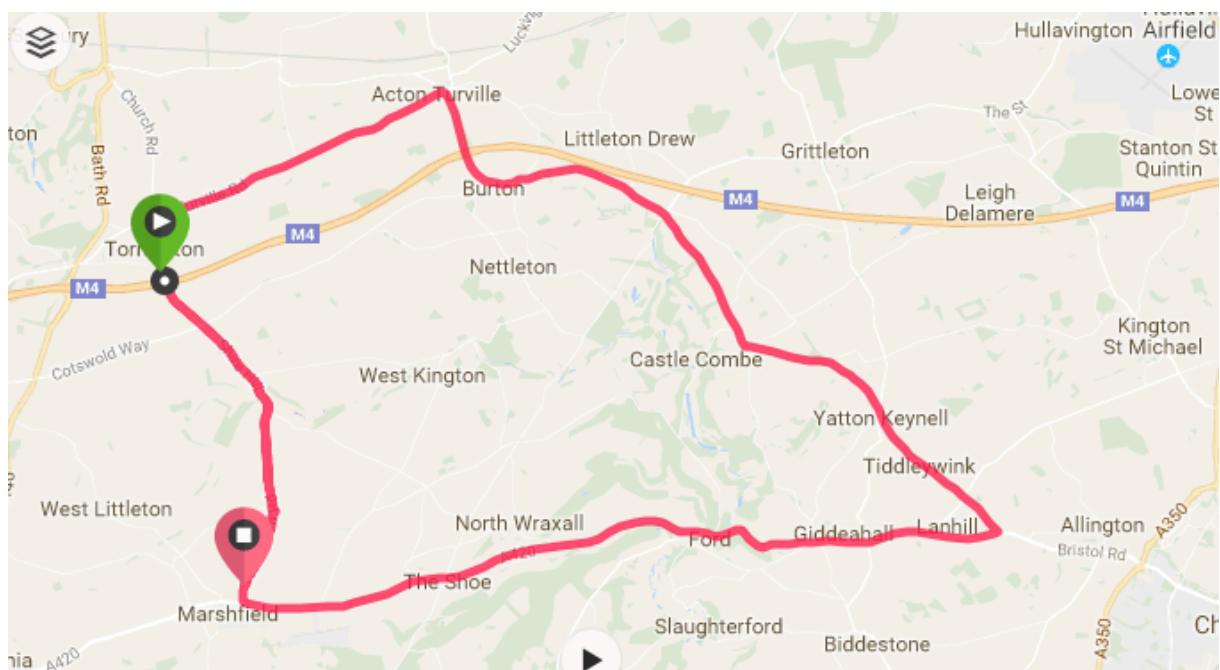 Hullavington
Airfield
Acton Turville
Church Rd
Bath Rd
Littleton Drew
Grittleton
The St
Lowe
St
Stanton St
Quintin
Burton
M4
Leigh
Delamere
M4
M4
M4
Nettleton
Cotswold Way
Castle Combe
Kington
St Michael
West Kington
Yatton Keynell
Tiddleywink
West Littleton
North Wraxall
A420
Ford
Giddeahall
Lanhill
Allington
Bristol Rd
A350
The Shoe
Marshfield
Slaughterford
Biddestone
A350
Ch
A420
nia